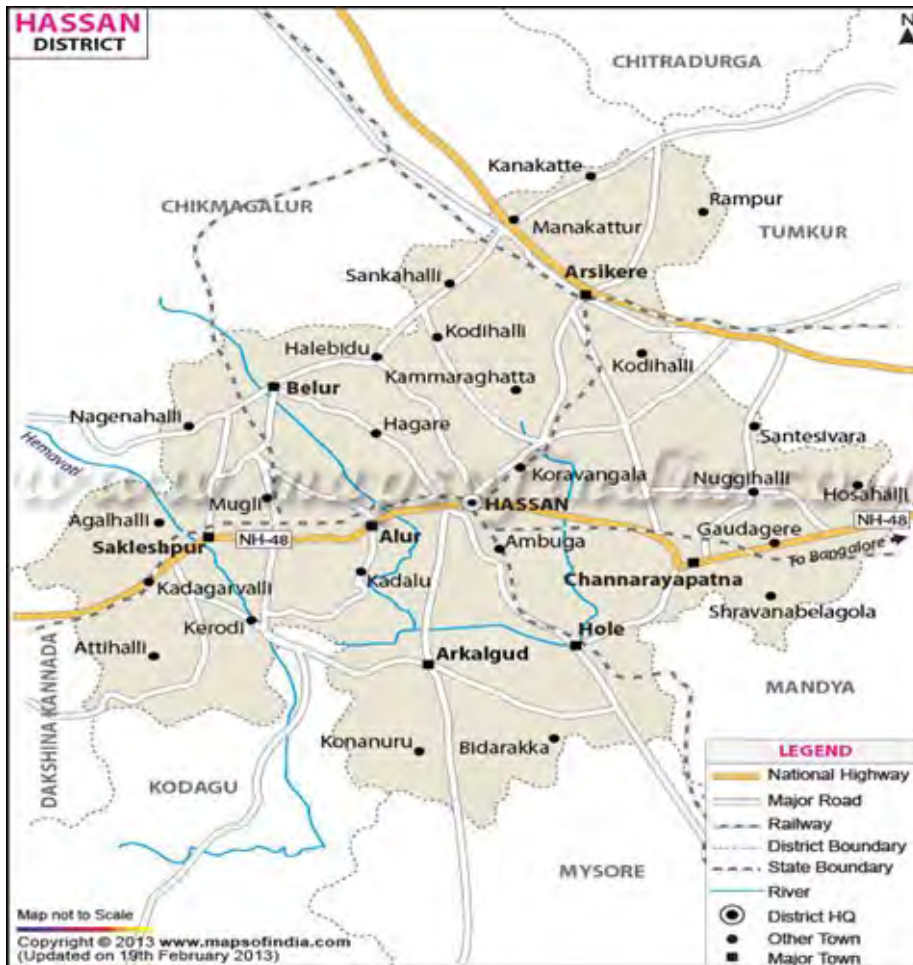 HASSAN
DISTRICT
N
CHITRADURGA
Kanakatte
Rampur
CHIKMAGALUR
Manakattur
TUMKUR
Arsikere
Sankahalli
Kodihalli
Halebidu
Kodihalli
Kammaraghatta
Belur
Nagenahalli
Hagare
Santesivara
Hemavati
Koravangala
Nuggihalli
Hosahalli
Mugli
HASSAN
Agalhalli
Gaudagere
NH-48
Sakleshpur
NH-48
Alur
Ambuga
To Bangalore
Channarayapatna
Kadagarvalli
Kadalu
Shravanabelagola
Kerodi
Hole
Attihalli
Arkalgud
DAKSHINA KANNADA
MANDYA
Konanuru
Bidarakka
KODAGU
MYSORE
LEGEND
National Highway
Major Road
Railway
District Boundary
State Boundary
River
District HQ
Other Town
Major Town
Map not to Scale
Copyright © 2013 www.mapsofindia.com
(Updated on 19th February 2013)